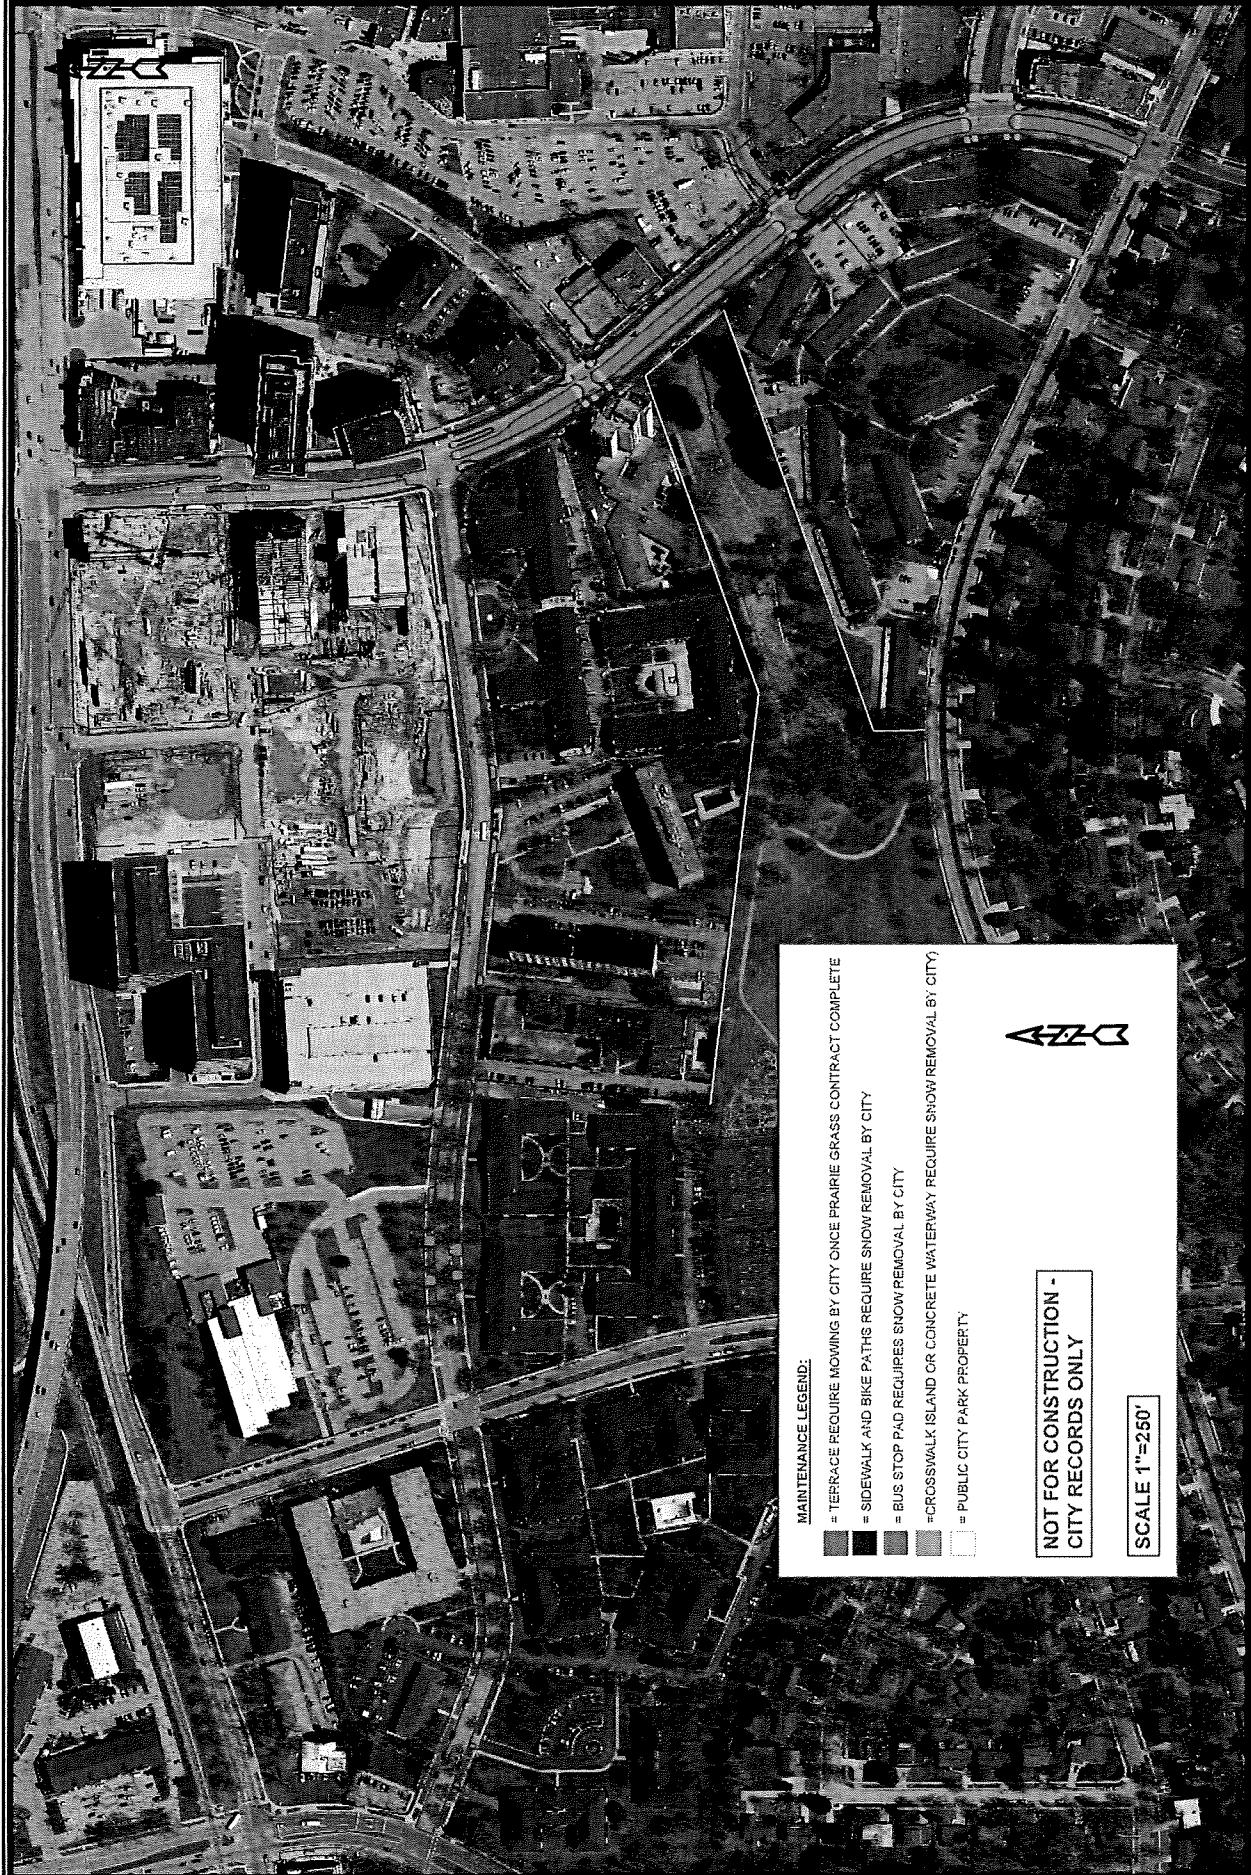 MAINTENANCE LEGEND:
= TERRACE REQUIRE MOWING BY CITY ONCE PRAIRIE GRASS CONTRACT COMPLETE
= SIDEWALK AND BIKE PATHS REQUIRE SNOW REMOVAL BY CITY
= BUS STOP PAD REQUIRES SNOW REMOVAL BY CITY
=CROSSWALK ISLAND OR CONCRETE WATERWAY REQUIRE SNOW REMOVAL BY CITY)
= PUBLIC CITY PARK PROPERTY
NOT FOR CONSTRUCTION -
CITY RECORDS ONLY
SCALE 1"=250'